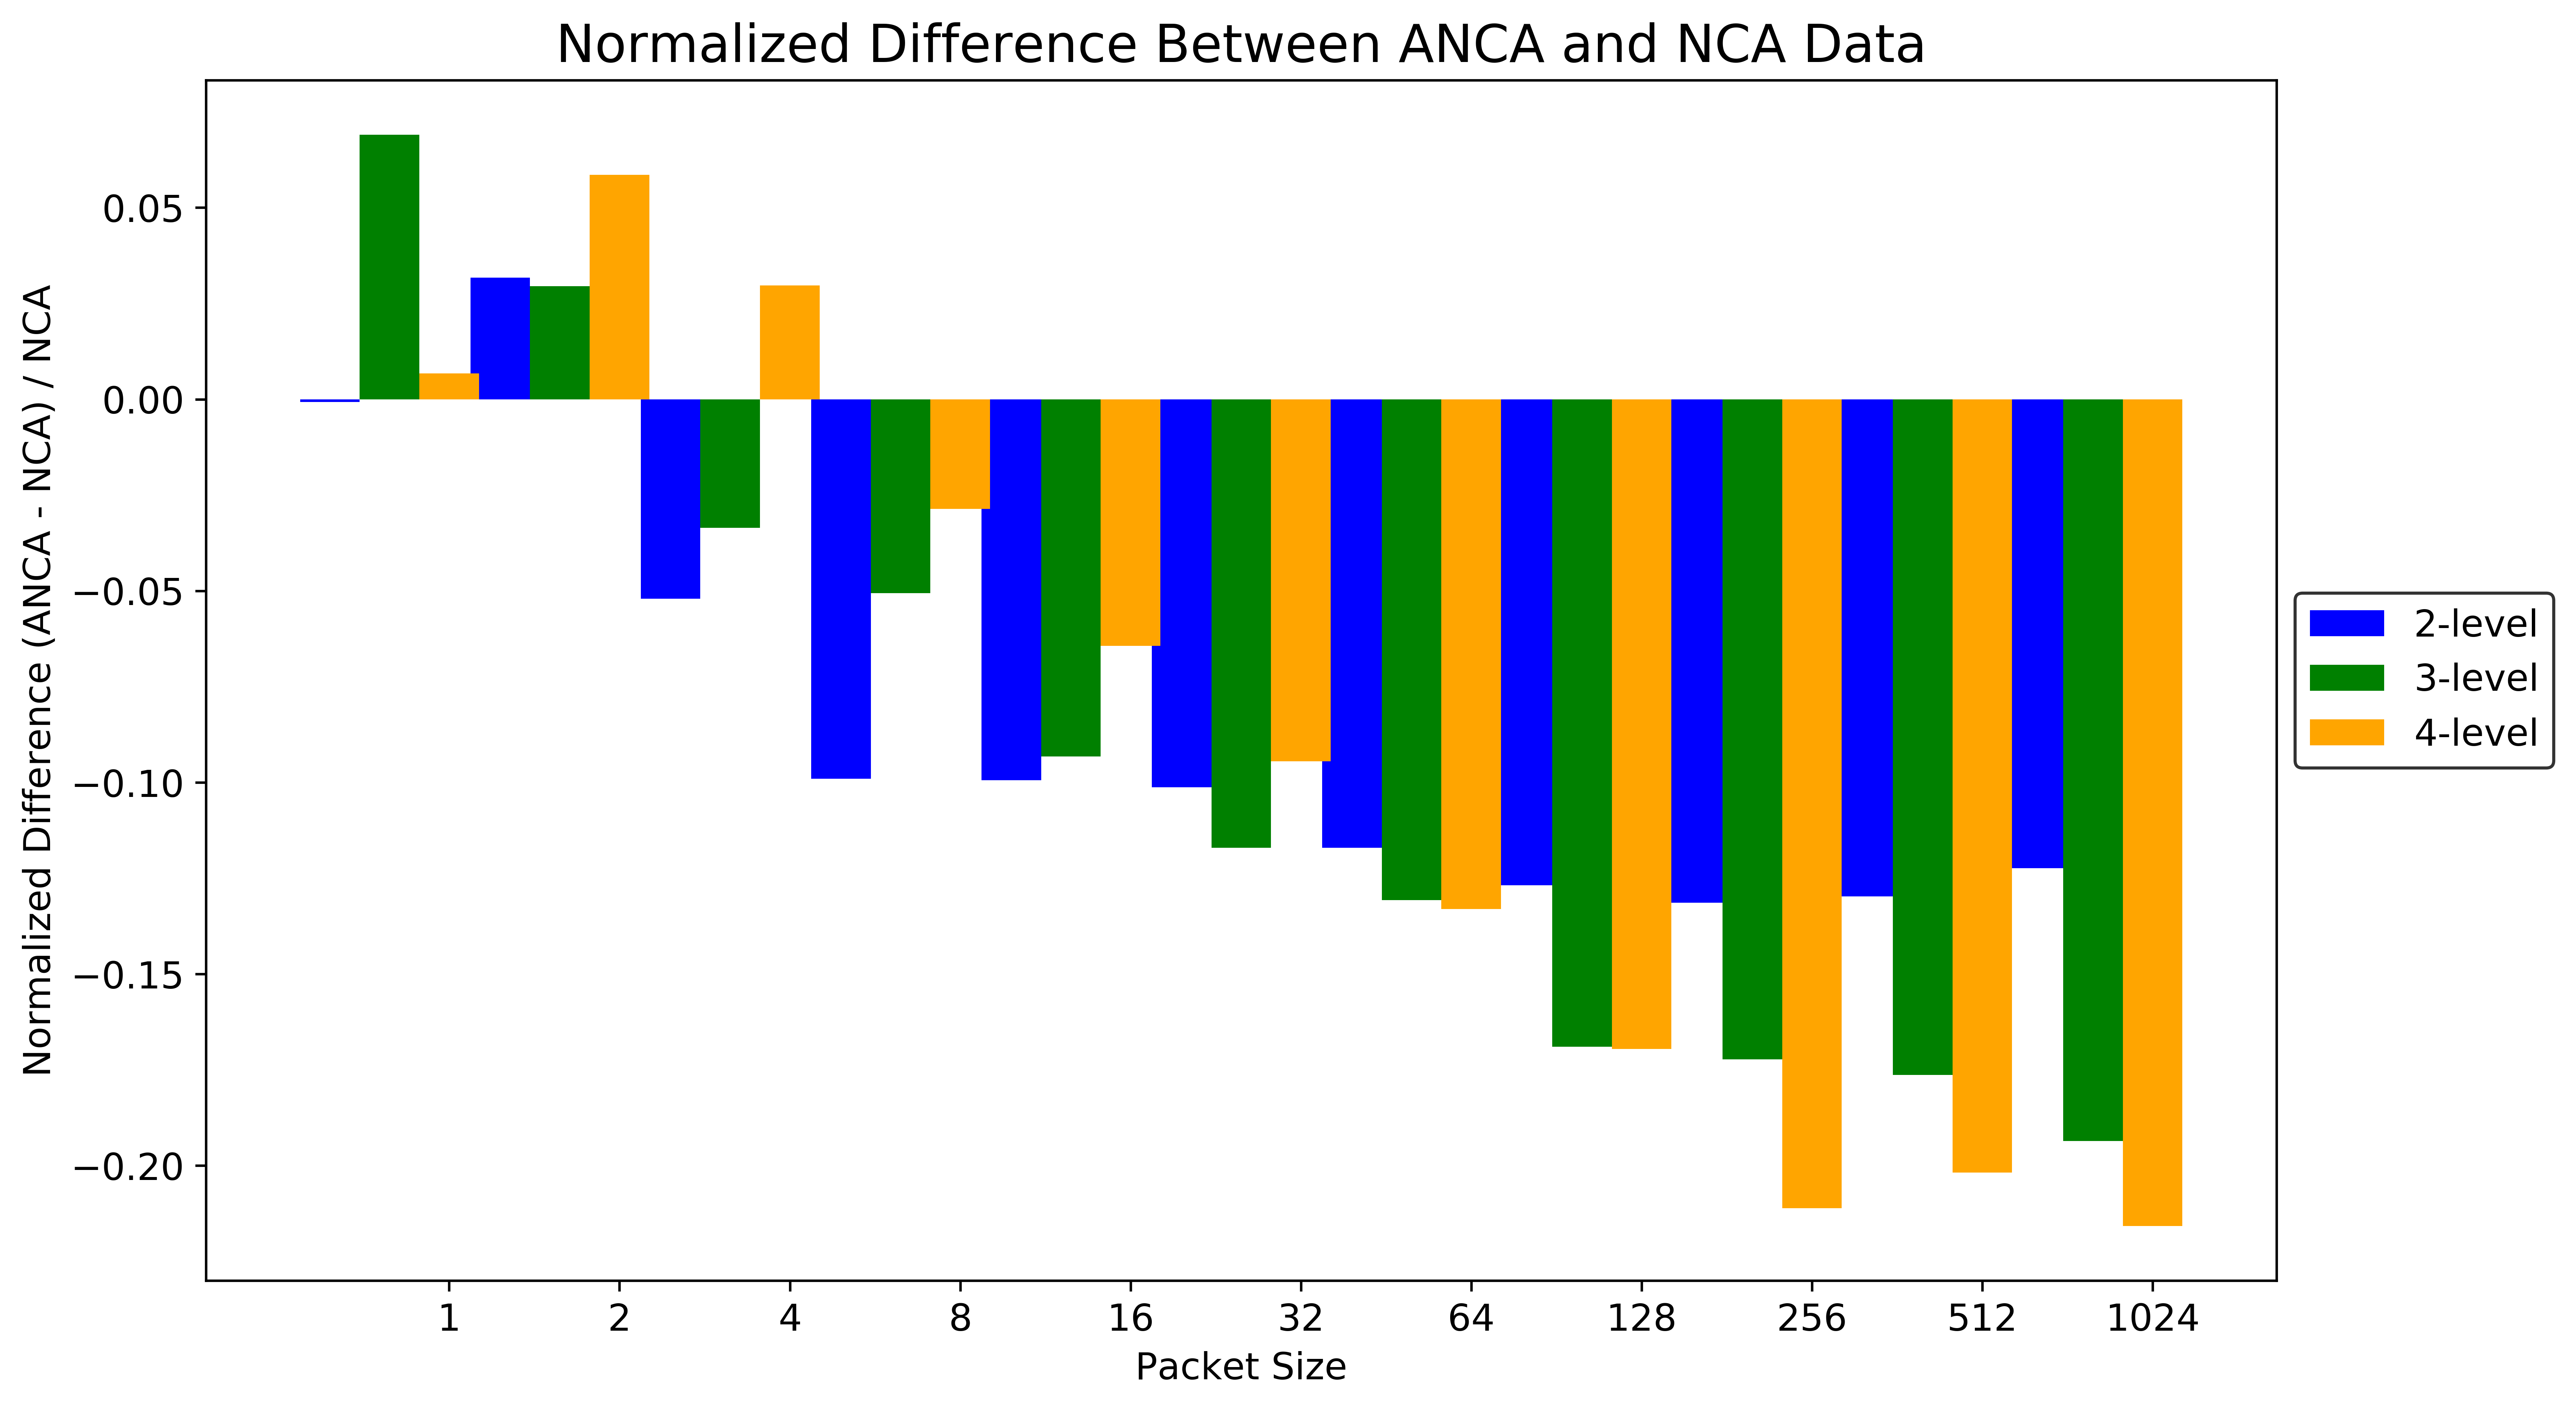 Normalized Difference Between ANCA and NCA Data
Normalized Difference (ANCA - NCA) / NCA
0.05
0.00
−0.05
−0.10
−0.15
−0.20
1 2 4 8 16 32 64 128 256 512 1024
Packet Size
2-level
3-level
4-level